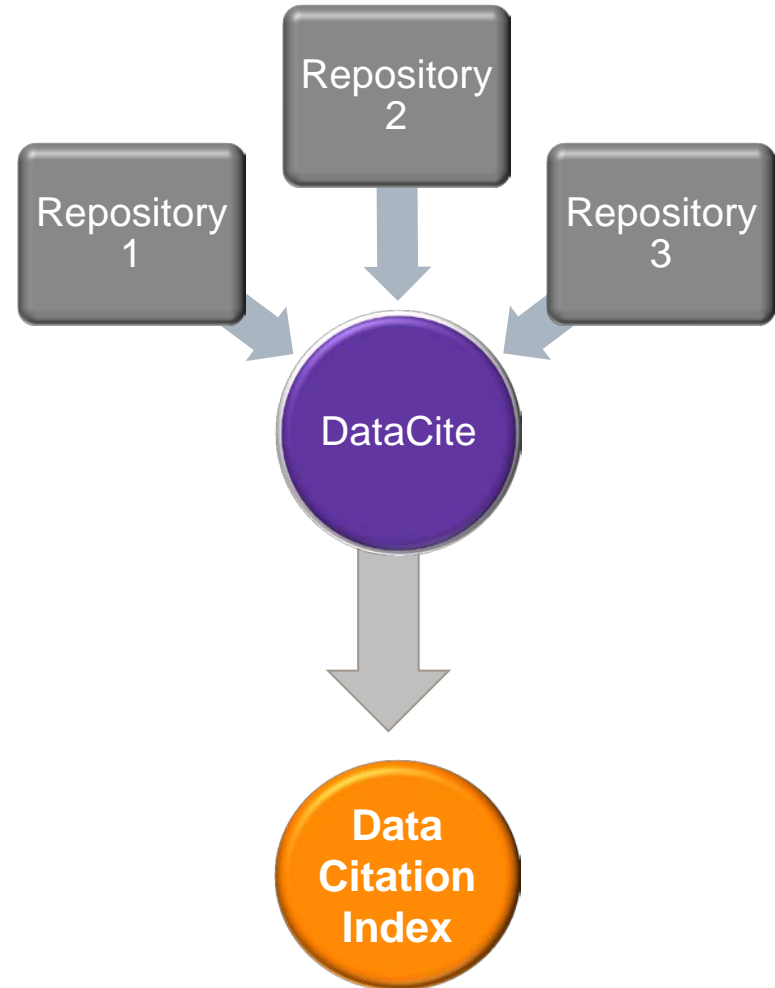 Repository
2
Repository
1
Repository
3
DataCite
Data
Citation
Index